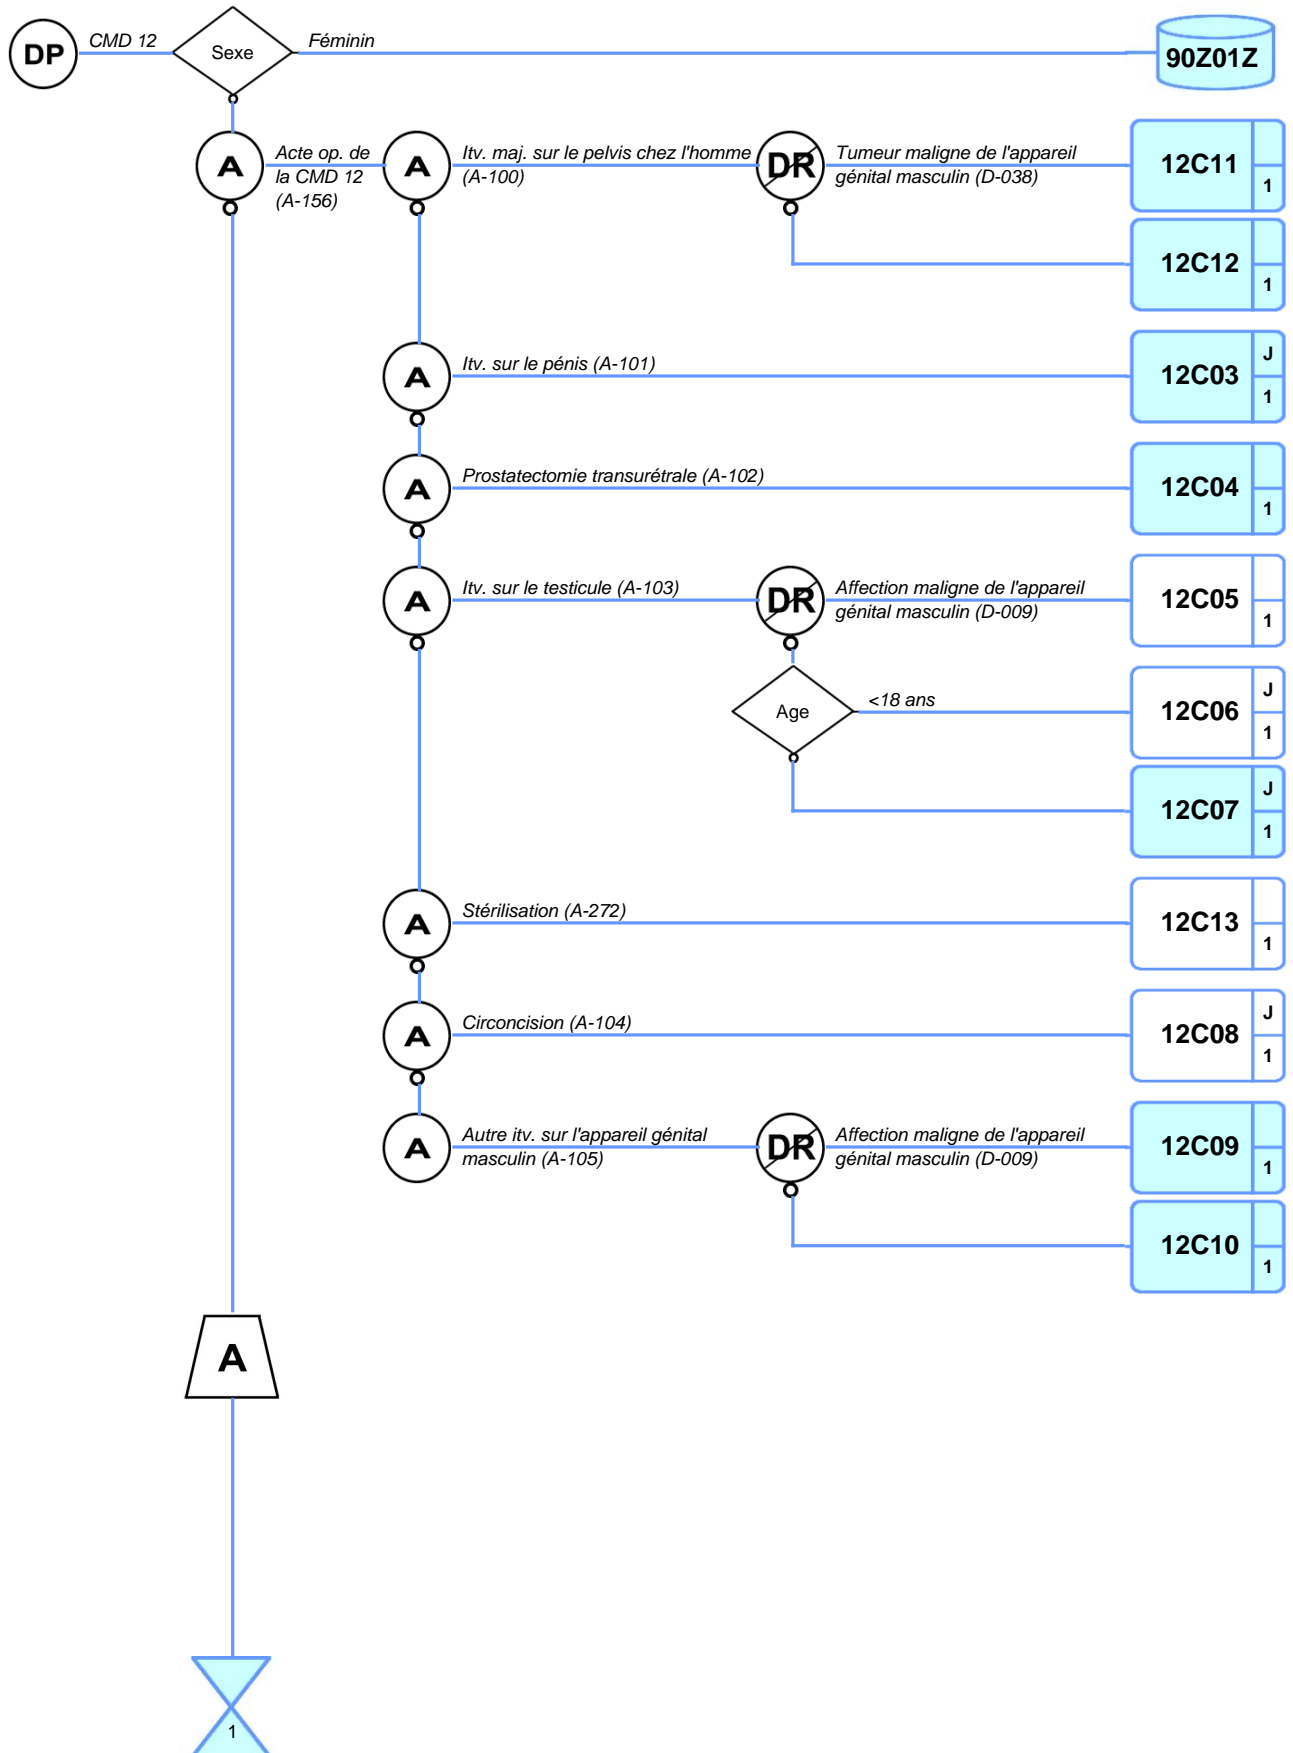 DP
CMD 12
Sexe
Féminin
90Z01Z
A
Acte op. de
la CMD 12
(A-156)
A
Itv. maj. sur le pelvis chez l'homme
(A-100)
DR
Tumeur maligne de l'appareil
génital masculin (D-038)
12C11
1
12C12
1
A
Itv. sur le pénis (A-101)
12C03
J
1
A
Prostatectomie transurétrale (A-102)
12C04
1
A
Itv. sur le testicule (A-103)
DR
Affection maligne de l'appareil
génital masculin (D-009)
12C05
1
Age
<18 ans
12C06
J
1
12C07
J
1
A
Stérilisation (A-272)
12C13
1
A
Circoncision (A-104)
12C08
J
1
A
Autre itv. sur l'appareil génital
masculin (A-105)
DR
Affection maligne de l'appareil
génital masculin (D-009)
12C09
1
12C10
1
A
1